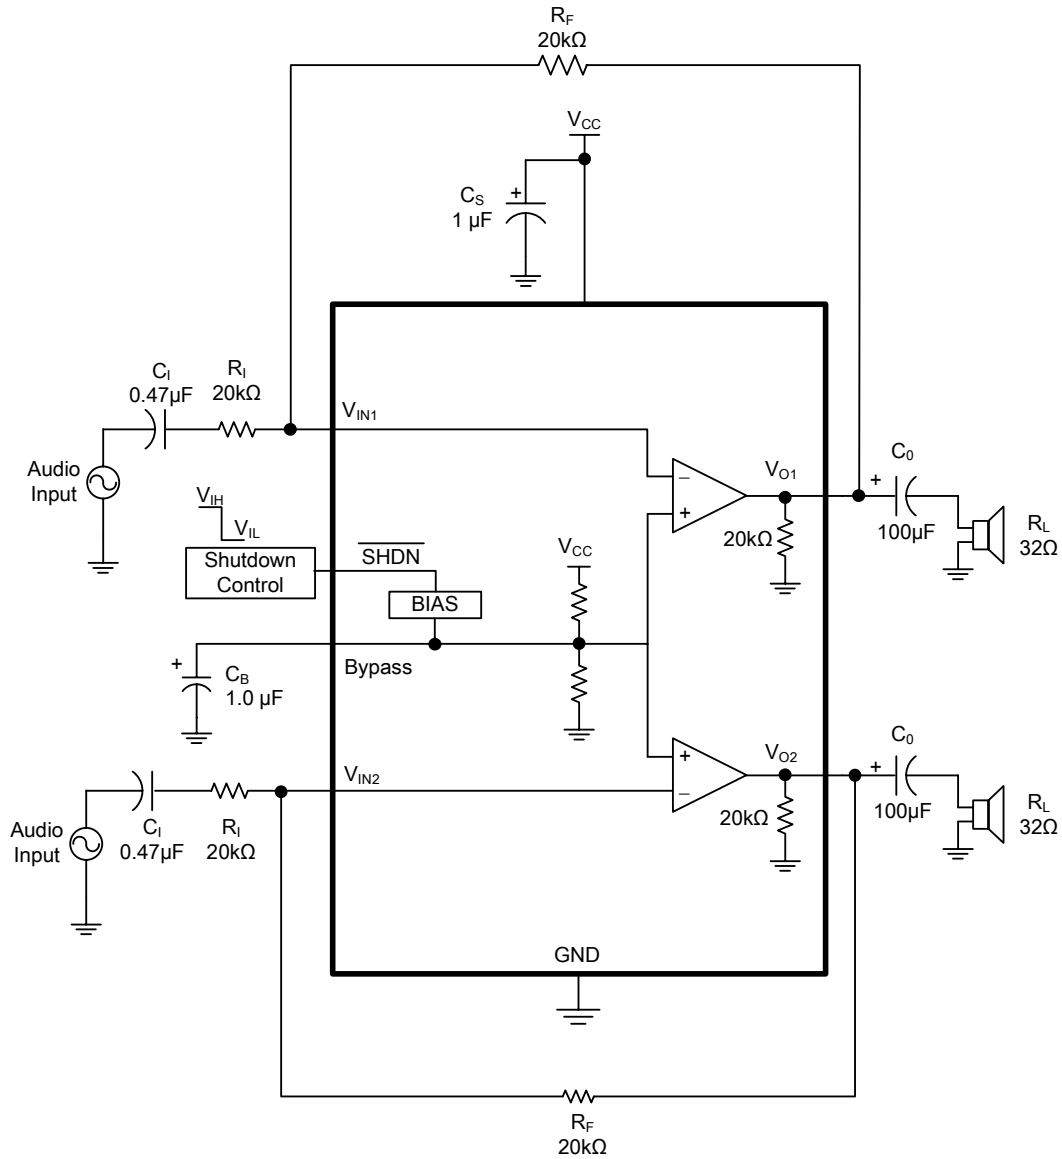 R_F
20kΩ
V_CC
C_S
1 µF
C_I
0.47µF
R_I
20kΩ
V_IN1
Audio
Input
V_IH
V_IL
SHDN
Shutdown
Control
BIAS
V_CC
V_O1
20kΩ
C_0
100µF
R_L
32Ω
Bypass
C_B
1.0 µF
V_IN2
Audio
Input
C_I
0.47µF
R_I
20kΩ
V_O2
20kΩ
C_0
100µF
R_L
32Ω
GND
R_F
20kΩ